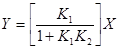 Y = [ K₁ / (1 + K₁K₂) ] X